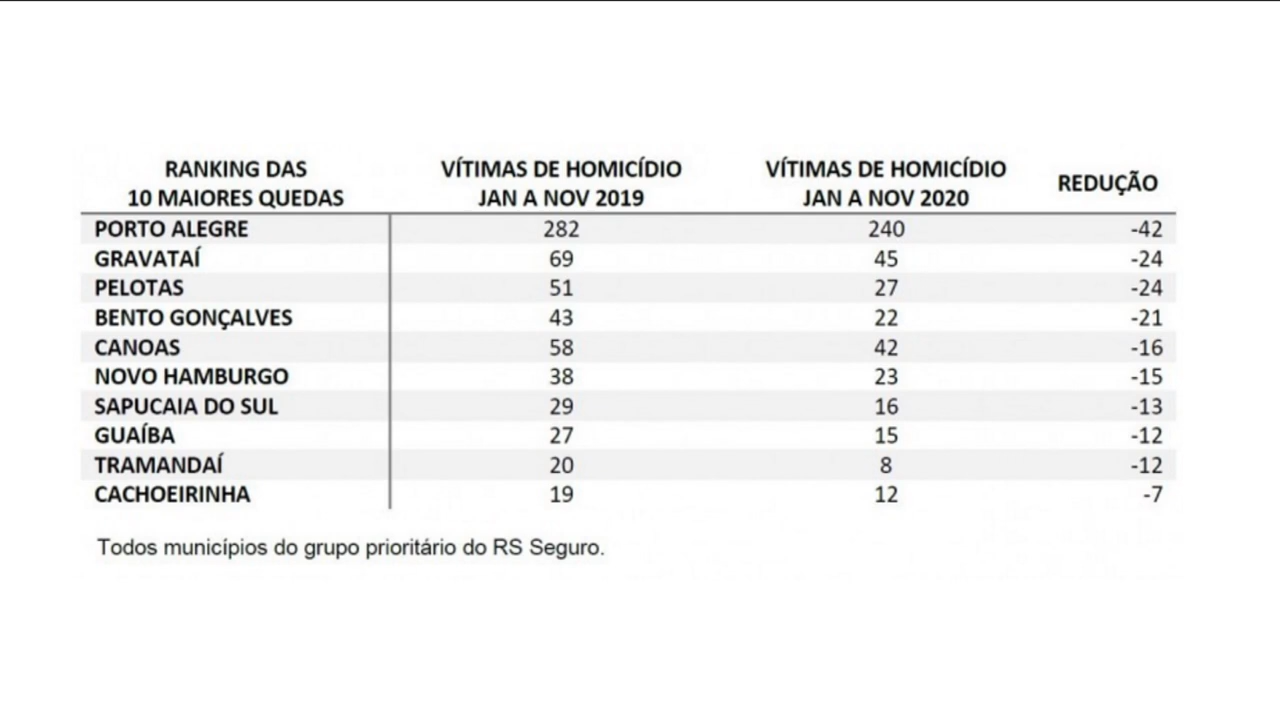 RANKING DAS VÍTIMAS DE HOMICÍDIO VÍTIMAS DE HOMICÍDIO REDUÇÃO
10 MAIORES QUEDAS JAN A NOV 2019 JAN A NOV 2020
PORTO ALEGRE 282 240 -42
GRAVATAÍ 69 45 -24
PELOTAS 51 27 -24
BENTO GONÇALVES 43 22 -21
CANOAS 58 42 -16
NOVO HAMBURGO 38 23 -15
SAPUCAIA DO SUL 29 16 -13
GUAÍBA 27 15 -12
TRAMANDAÍ 20 8 -12
CACHOEIRINHA 19 12 -7
Todos municípios do grupo prioritário do RS Seguro.